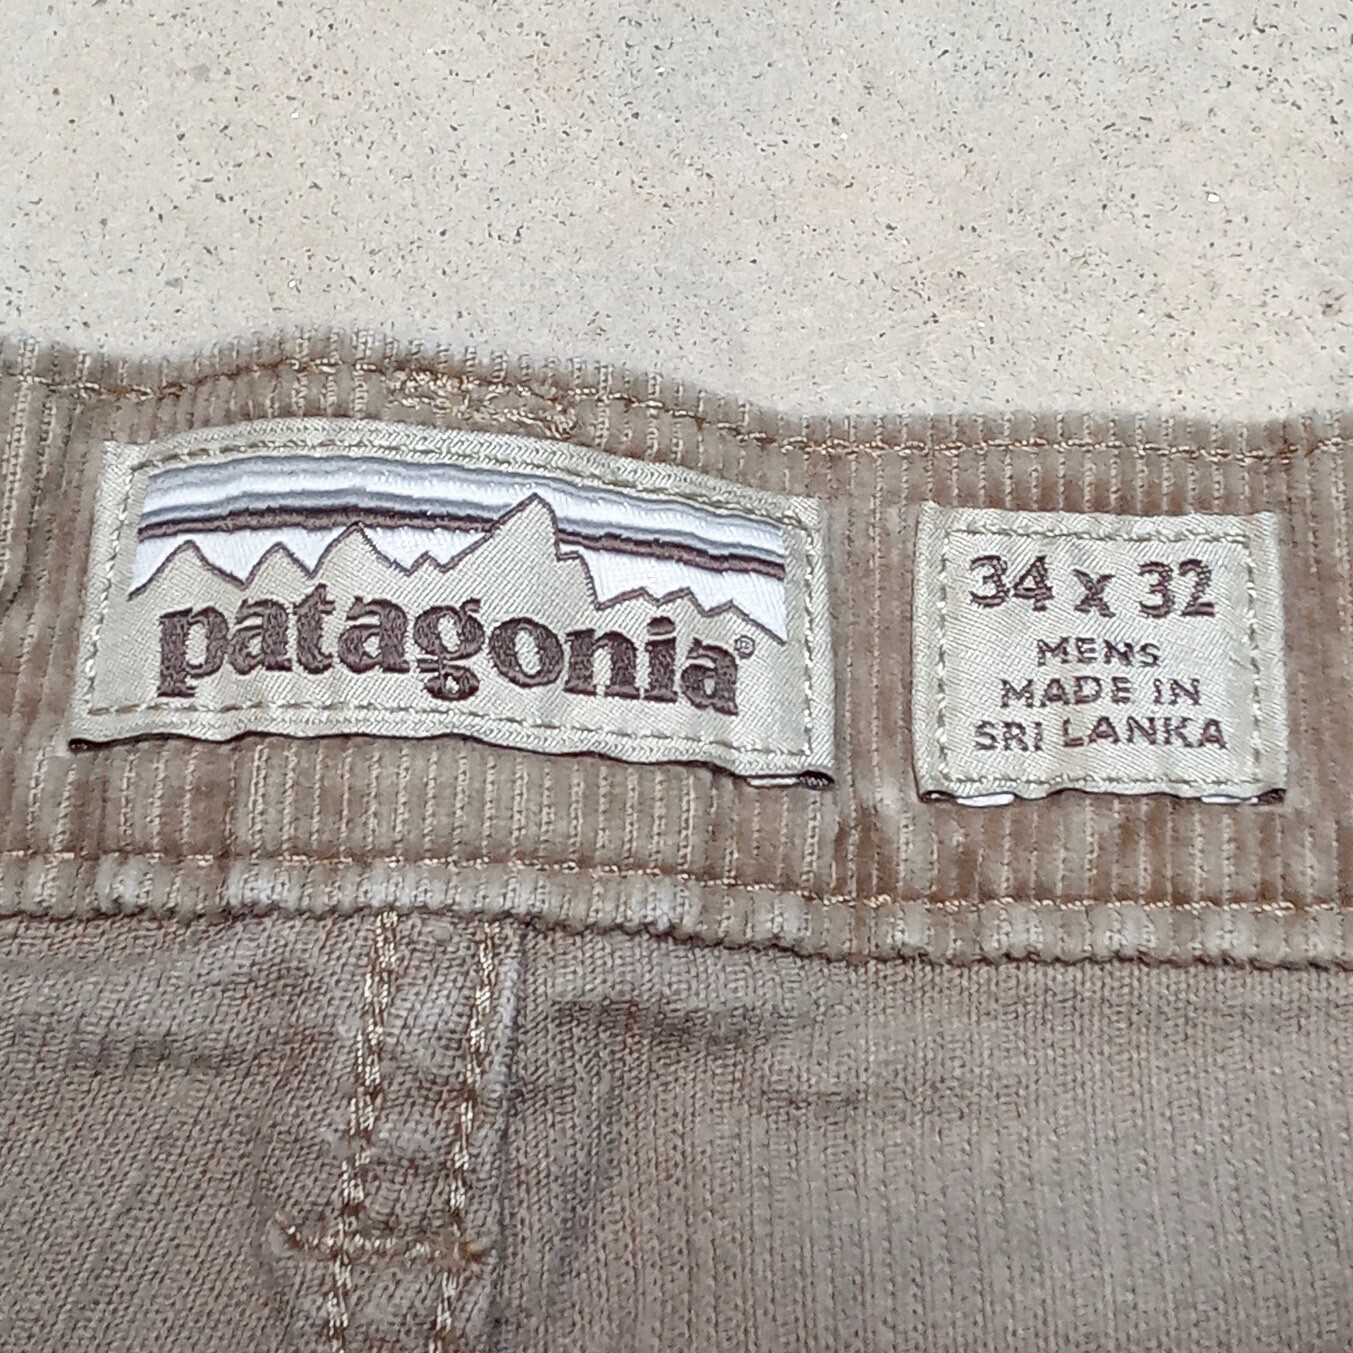 patagonia®
34 x 32
MENS
MADE IN
SRI LANKA